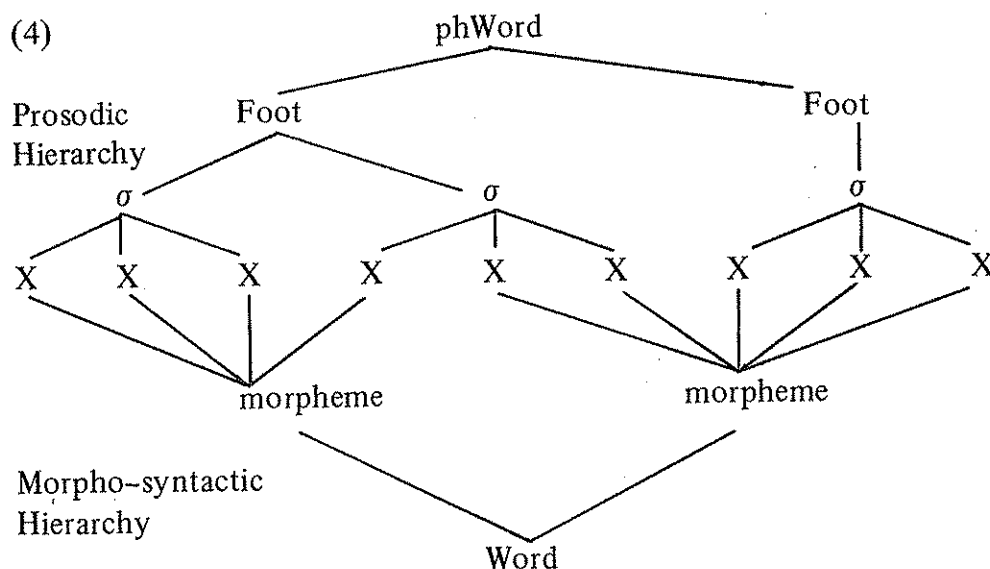 (4)
phWord
Prosodic
Hierarchy
Foot Foot
σ σ σ
X X X X X X X X X
morpheme morpheme
Morpho-syntactic
Hierarchy
Word